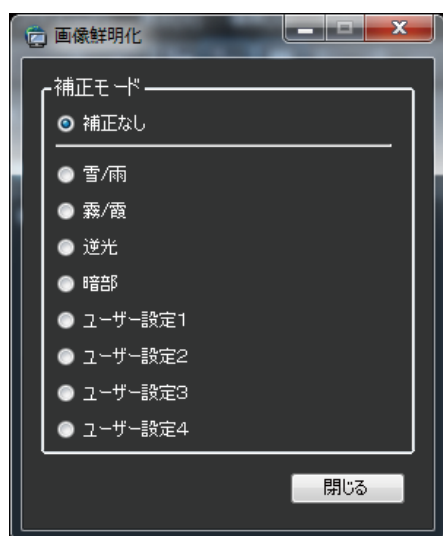 画像鮮明化
補正モード
補正なし
雪/雨
霧/霞
逆光
暗部
ユーザー設定1
ユーザー設定2
ユーザー設定3
ユーザー設定4
閉じる